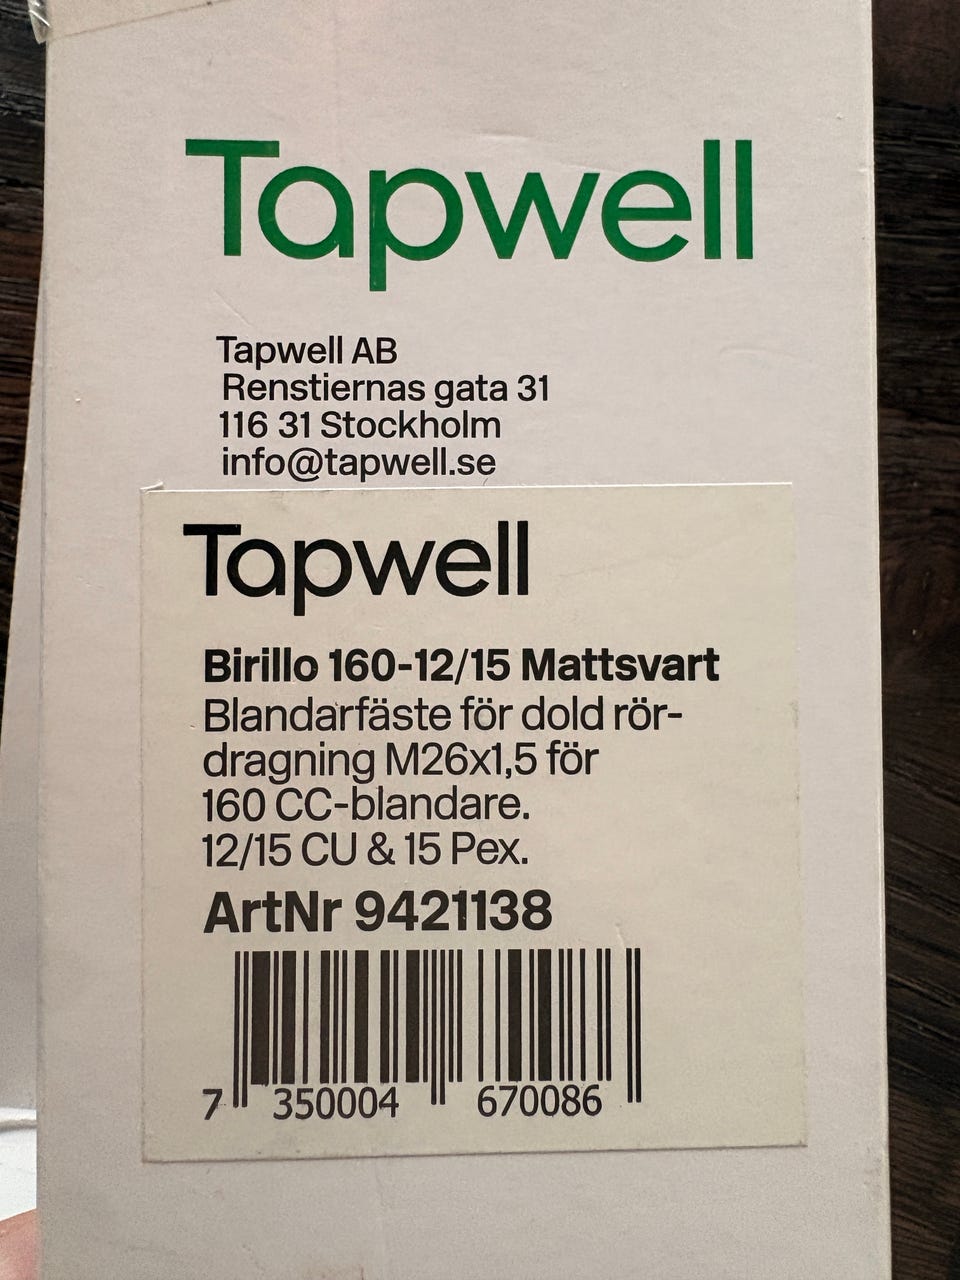 Tapwell
Tapwell AB
Renstiernas gata 31
116 31 Stockholm
info@tapwell.se
Tapwell
Birillo 160-12/15 Mattsvart
Blandarfäste för dold rör-
dragning M26x1,5 för
160 CC-blandare.
12/15 CU & 15 Pex.
ArtNr 9421138
7 350004 670086